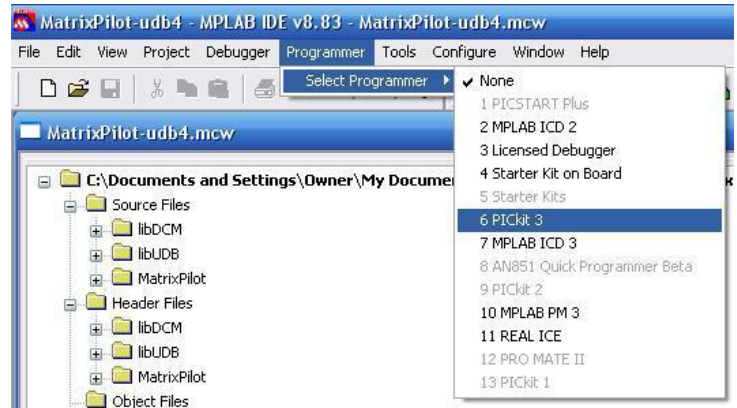 MatrixPilot-udb4 - MPLAB IDE v8.83 - MatrixPilot-udb4.mcw
File Edit View Project Debugger Programmer Tools Configure Window Help
Select Programmer
None
1 PICSTART Plus
2 MPLAB ICD 2
3 Licensed Debugger
4 Starter Kit on Board
5 Starter Kits
6 PICkit 3
7 MPLAB ICD 3
8 AN851 Quick Programmer Beta
9 PICkit 2
10 MPLAB PM 3
11 REAL ICE
12 PRO MATE II
13 PICkit 1
MatrixPilot-udb4.mcw
C:\Documents and Settings\Owner\My Docume
Source Files
libDCM
libUDB
MatrixPilot
Header Files
libDCM
libUDB
MatrixPilot
Object Files